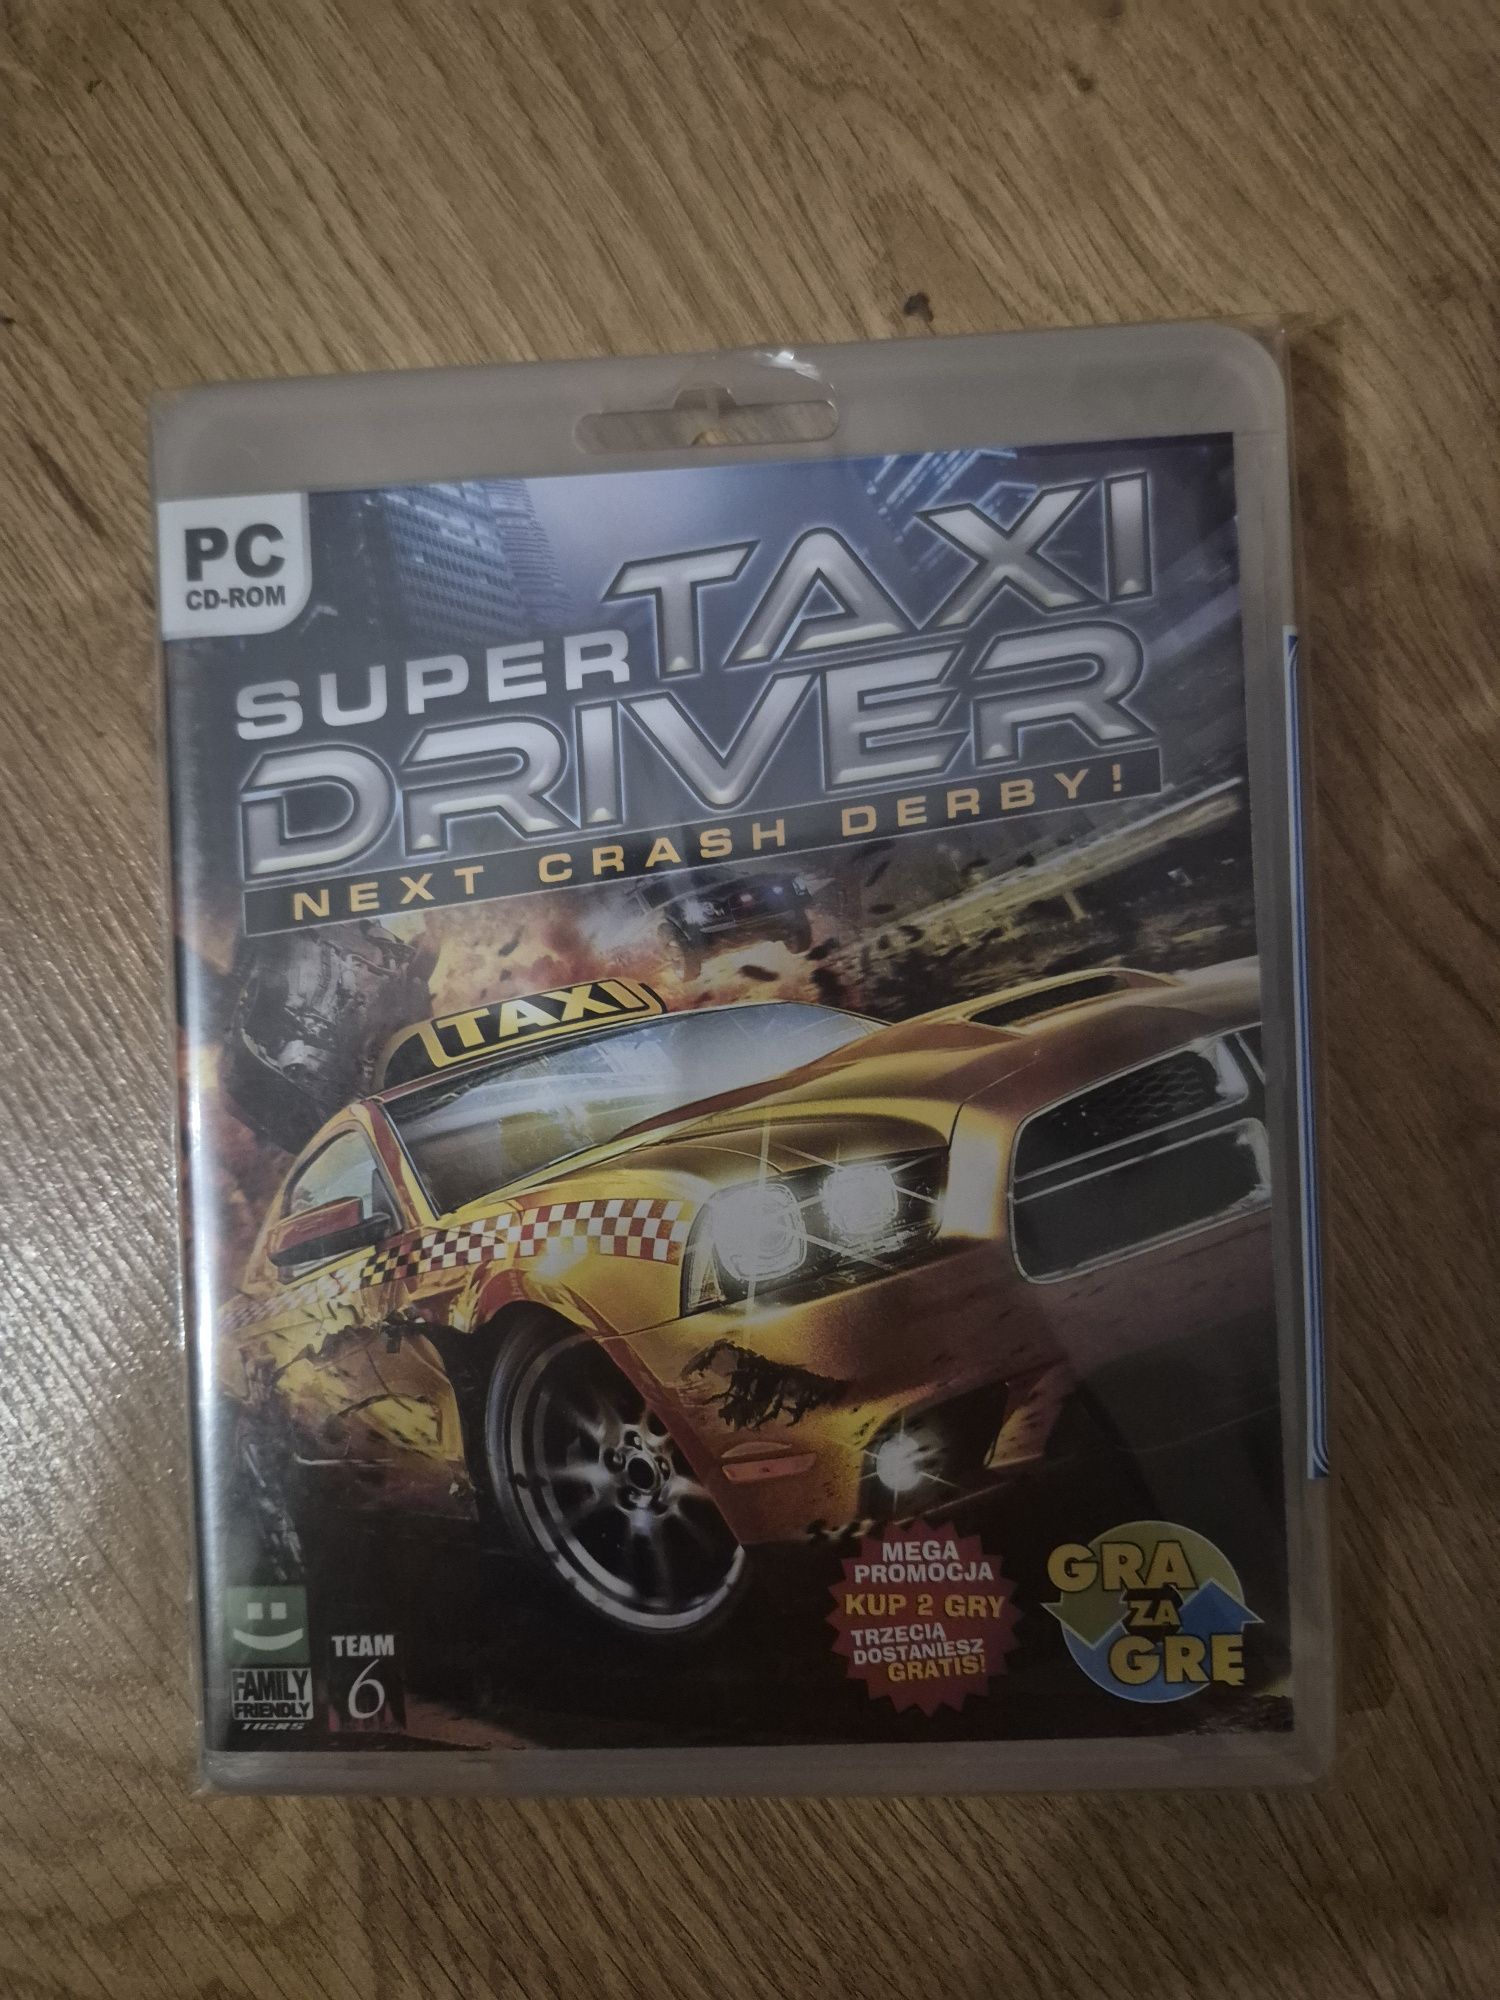 PC
CD-ROM
SUPER TAXI
DRIVER
NEXT CRASH DERBY!
TAXI
MEGA
PROMOCJA
KUP 2 GRY
TRZECIĄ
DOSTANIESZ
GRATIS!
GRA
ZA
GRĘ
FAMILY
FRIENDLY
TIGRS
TEAM
6